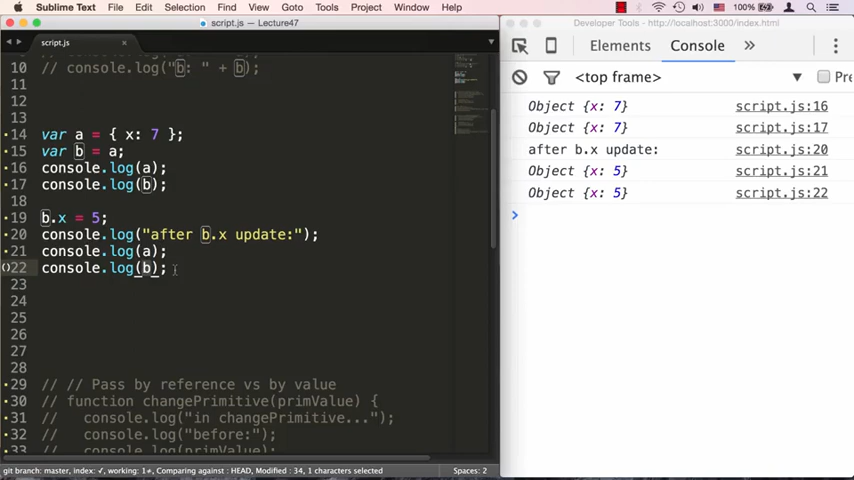 Sublime Text File Edit Selection Find View Goto Tools Project Window Help 100%
script.js — Lecture47
script.js
10 // console.log("b: " + b);
11
12
13
14 var a = { x: 7 };
15 var b = a;
16 console.log(a);
17 console.log(b);
18
19 b.x = 5;
20 console.log("after b.x update:");
21 console.log(a);
22 console.log(b);
23
24
25
26
27
28
29 // // Pass by reference vs by value
30 // function changePrimitive(primValue) {
31 // console.log("in changePrimitive...");
32 // console.log("before:");
33 // console.log(primValue);
git branch: master, index: ✓, working: 1≠, Comparing against : HEAD, Modified : 34, 1 characters selected Spaces: 2
Developer Tools - http://localhost:3000/index.html
Elements Console »
<top frame> Pre
Object {x: 7} script.js:16
Object {x: 7} script.js:17
after b.x update: script.js:20
Object {x: 5} script.js:21
Object {x: 5} script.js:22